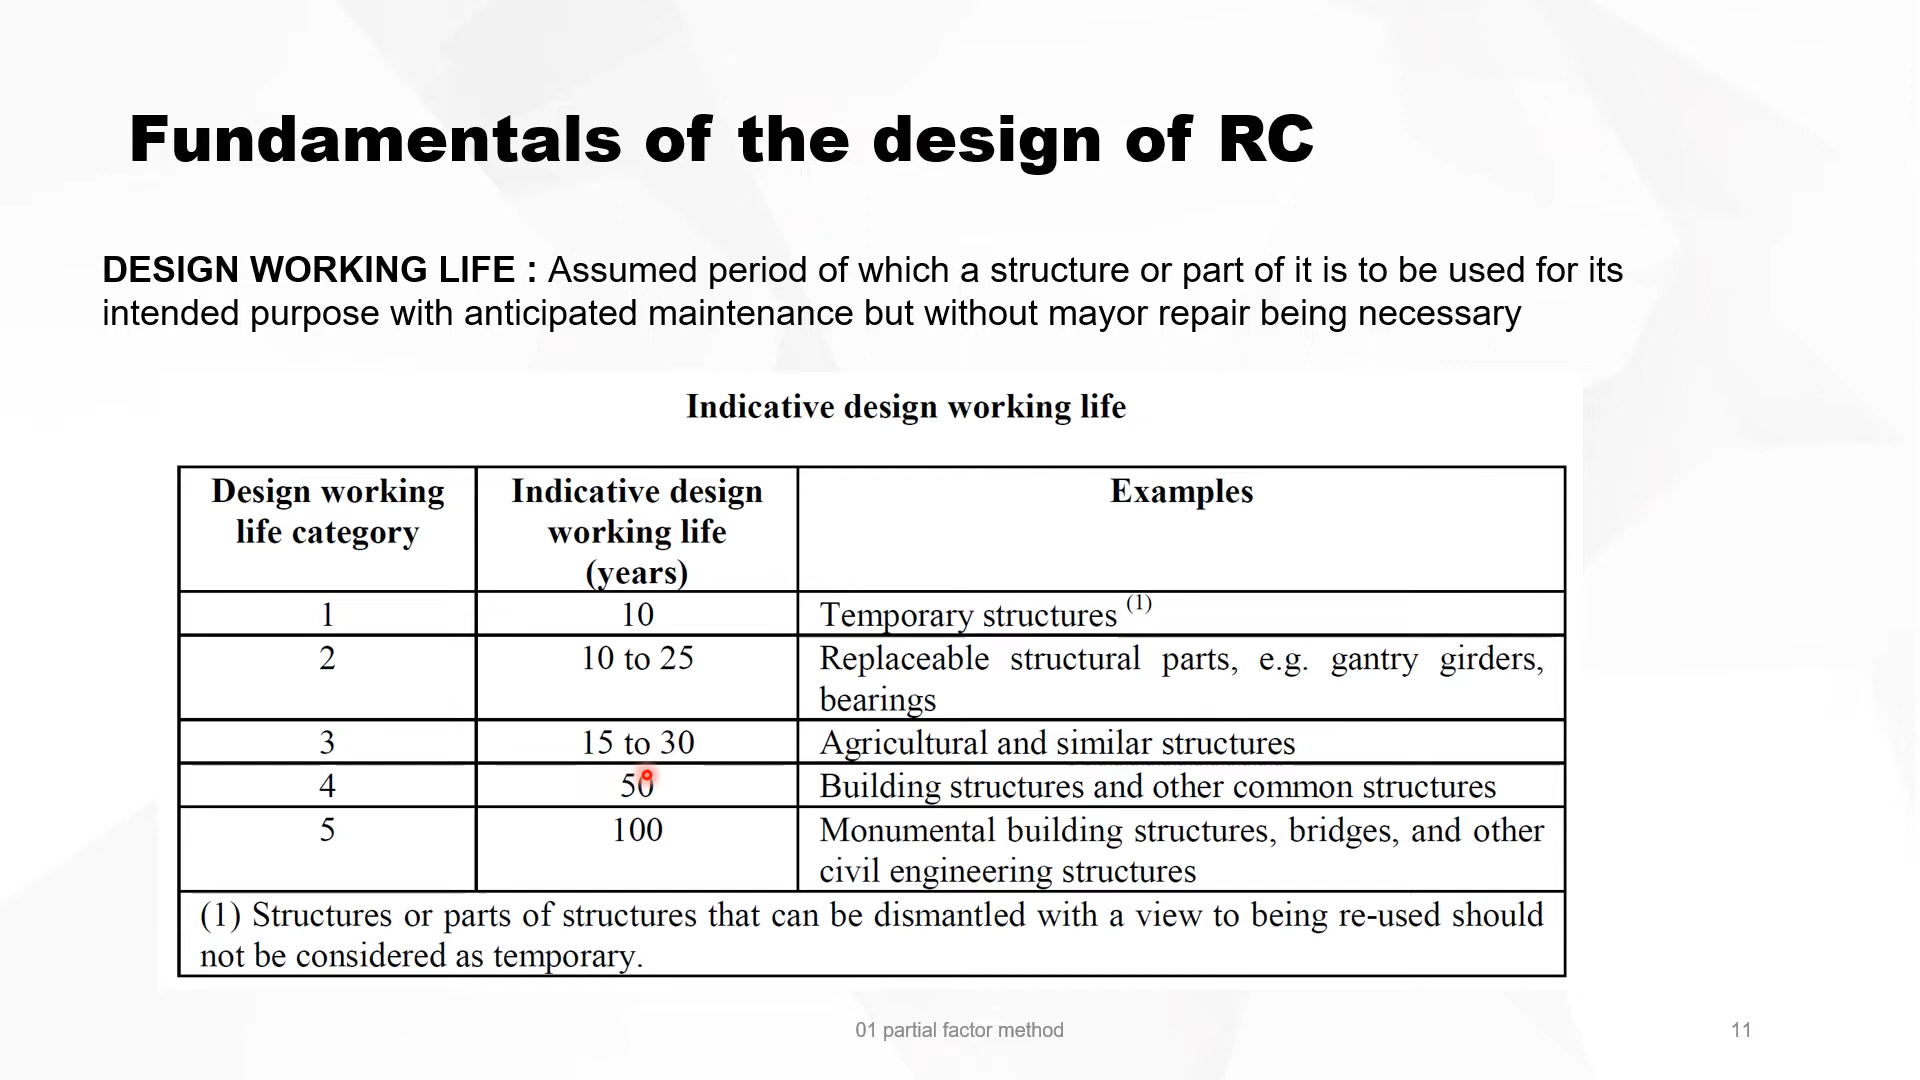 Fundamentals of the design of RC
DESIGN WORKING LIFE : Assumed period of which a structure or part of it is to be used for its
intended purpose with anticipated maintenance but without mayor repair being necessary
Indicative design working life
Design working life category | Indicative design working life (years) | Examples
1 | 10 | Temporary structures (1)
2 | 10 to 25 | Replaceable structural parts, e.g. gantry girders, bearings
3 | 15 to 30 | Agricultural and similar structures
4 | 50 | Building structures and other common structures
5 | 100 | Monumental building structures, bridges, and other civil engineering structures
(1) Structures or parts of structures that can be dismantled with a view to being re-used should
not be considered as temporary.
01 partial factor method
11